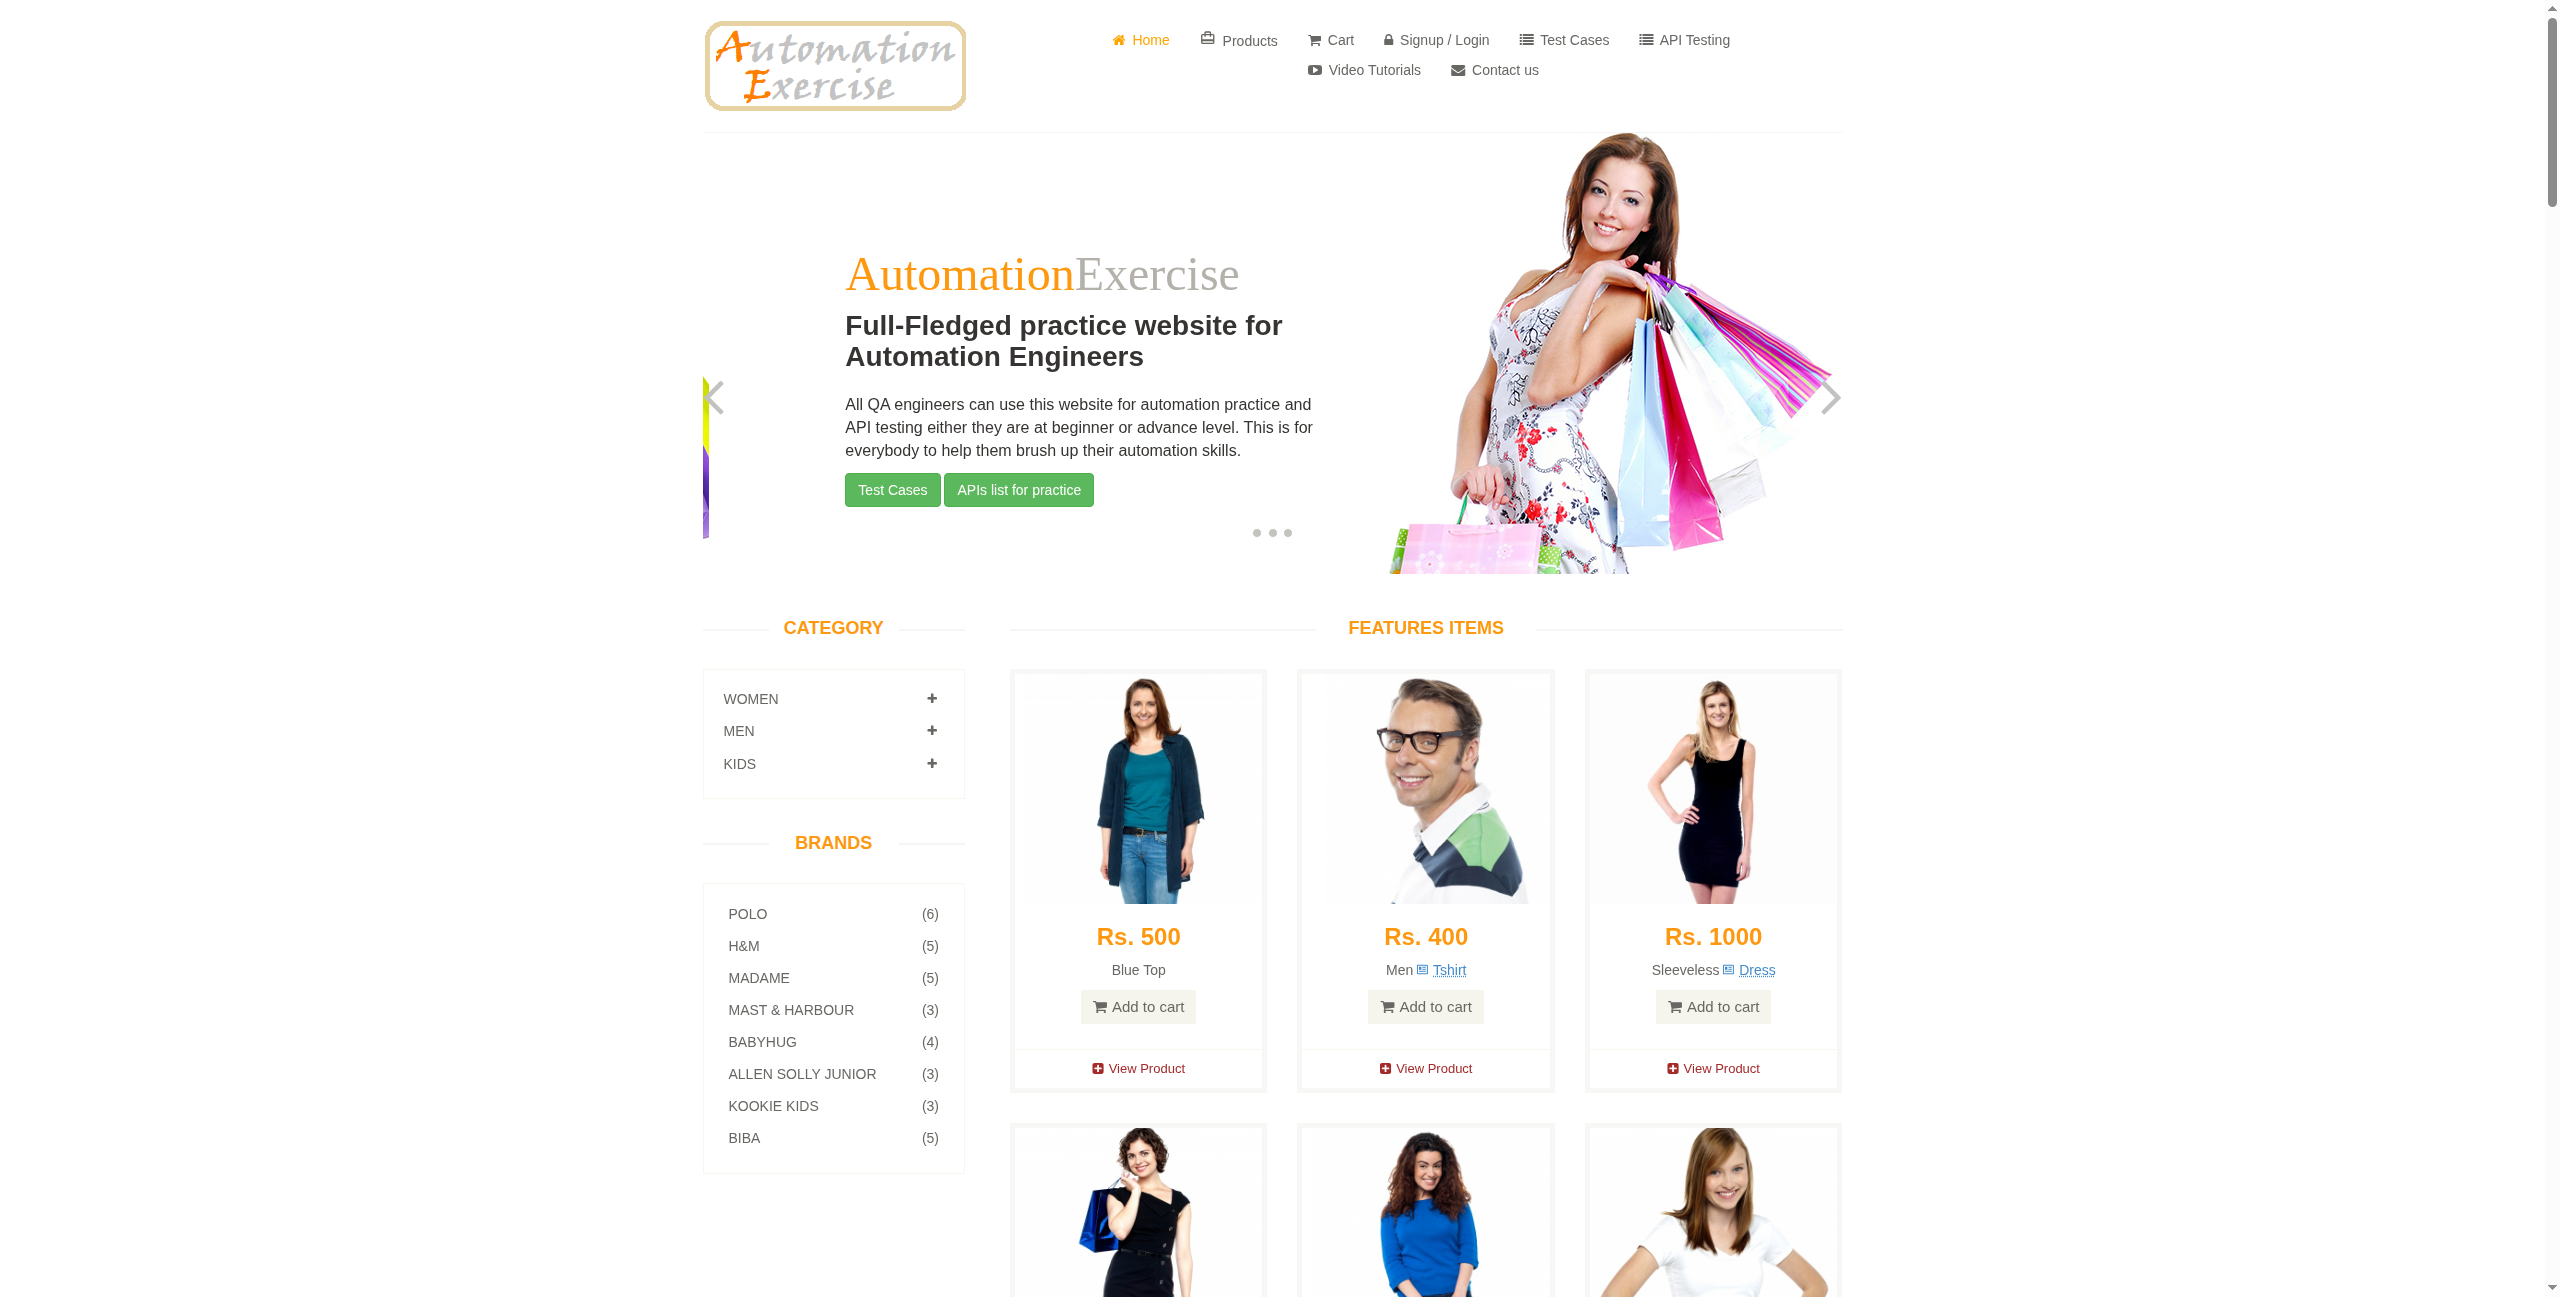 Automation
Exercise
Home
Products
Cart
Signup / Login
Test Cases
API Testing
Video Tutorials
Contact us
AutomationExercise
Full-Fledged practice website for
Automation Engineers
All QA engineers can use this website for automation practice and
API testing either they are at beginner or advance level. This is for
everybody to help them brush up their automation skills.
Test Cases
APIs list for practice
CATEGORY
WOMEN
MEN
KIDS
BRANDS
POLO (6)
H&M (5)
MADAME (5)
MAST & HARBOUR (3)
BABYHUG (4)
ALLEN SOLLY JUNIOR (3)
KOOKIE KIDS (3)
BIBA (5)
FEATURES ITEMS
Rs. 500
Blue Top
Add to cart
View Product
Rs. 400
Men Tshirt
Add to cart
View Product
Rs. 1000
Sleeveless Dress
Add to cart
View Product